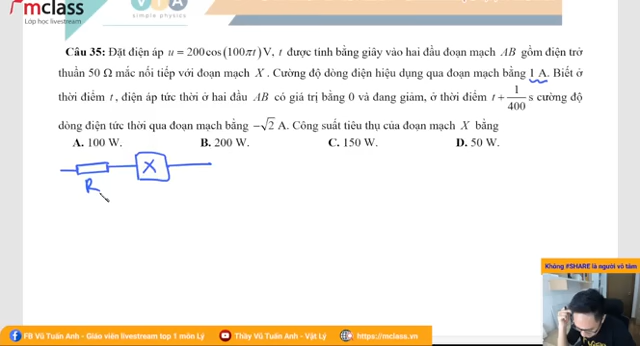 mclass
Lớp học livestream
VTA
simple physics
Câu 35: Đặt điện áp u = 200cos(100πt)V, t được tính bằng giây vào hai đầu đoạn mạch AB gồm điện trở
thuần 50 Ω mắc nối tiếp với đoạn mạch X. Cường độ dòng điện hiệu dụng qua đoạn mạch bằng 1 A. Biết ở
thời điểm t, điện áp tức thời ở hai đầu AB có giá trị bằng 0 và đang giảm, ở thời điểm t + 1/400 s cường độ
dòng điện tức thời qua đoạn mạch bằng −√2 A. Công suất tiêu thụ của đoạn mạch X bằng
A. 100 W. B. 200 W. C. 150 W. D. 50 W.
X
R
Không #SHARE là người vô tâm
FB Vũ Tuấn Anh - Giáo viên livestream top 1 môn Lý Thầy Vũ Tuấn Anh - Vật Lý https://mclass.vn